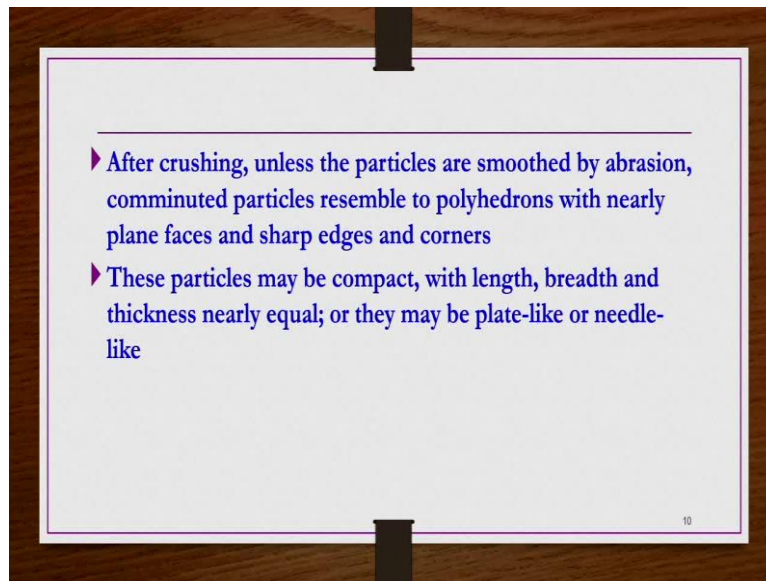 After crushing, unless the particles are smoothed by abrasion,
comminuted particles resemble to polyhedrons with nearly
plane faces and sharp edges and corners
These particles may be compact, with length, breadth and
thickness nearly equal; or they may be plate-like or needle-
like
10